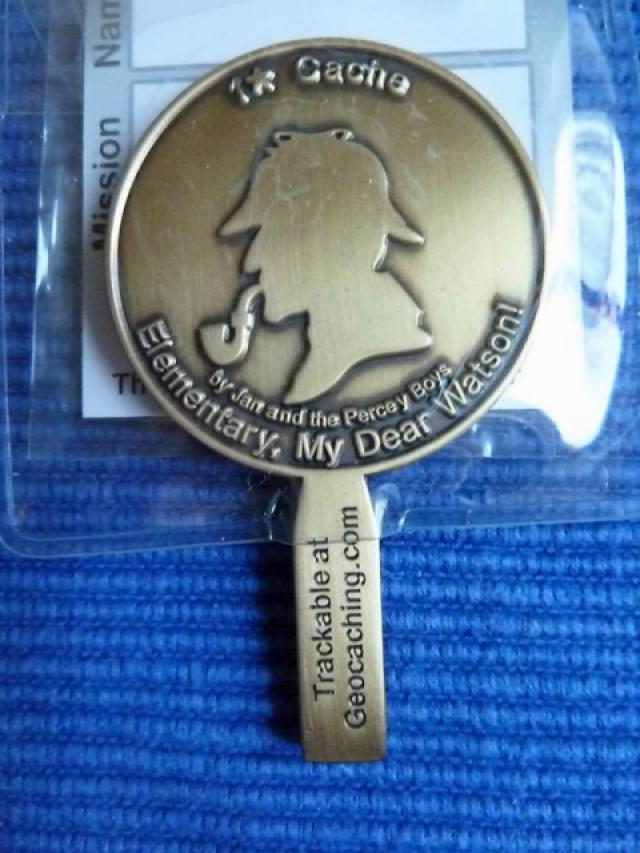 Nam
Mission
Th
1* Cache
by Jan and the Percey Boys
Elementary, My Dear Watson!!
Trackable at
Geocaching.com